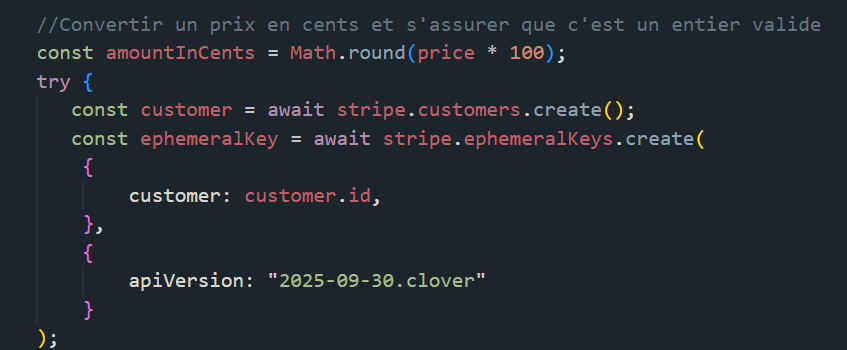 //Convertir un prix en cents et s'assurer que c'est un entier valide
const amountInCents = Math.round(price * 100);
try {
const customer = await stripe.customers.create();
const ephemeralKey = await stripe.ephemeralKeys.create(
{
customer: customer.id,
},
{
apiVersion: "2025-09-30.clover"
}
);